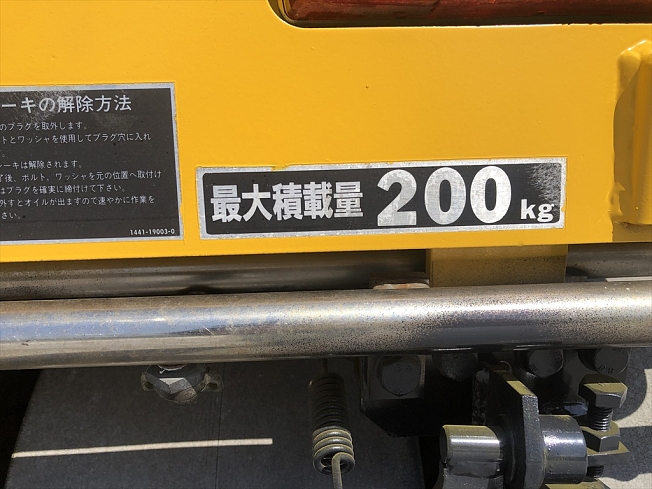 ーキの解除方法
のプラグを取外します。
トとワッシャを使用してプラグ穴に入れ
。
レーキは解除されます。
了後、ボルト、ワッシャを元の位置へ取付け
はプラグを確実に締付けて下さい。
外すとオイルが出ますので速やかに作業を
さい。
1441-19003-0
最大積載量 200 kg